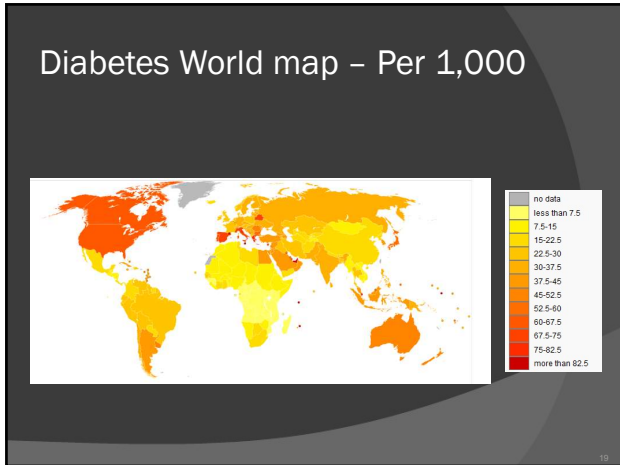 Diabetes World map – Per 1,000
no data
less than 7.5
7.5-15
15-22.5
22.5-30
30-37.5
37.5-45
45-52.5
52.5-60
60-67.5
67.5-75
75-82.5
more than 82.5
19